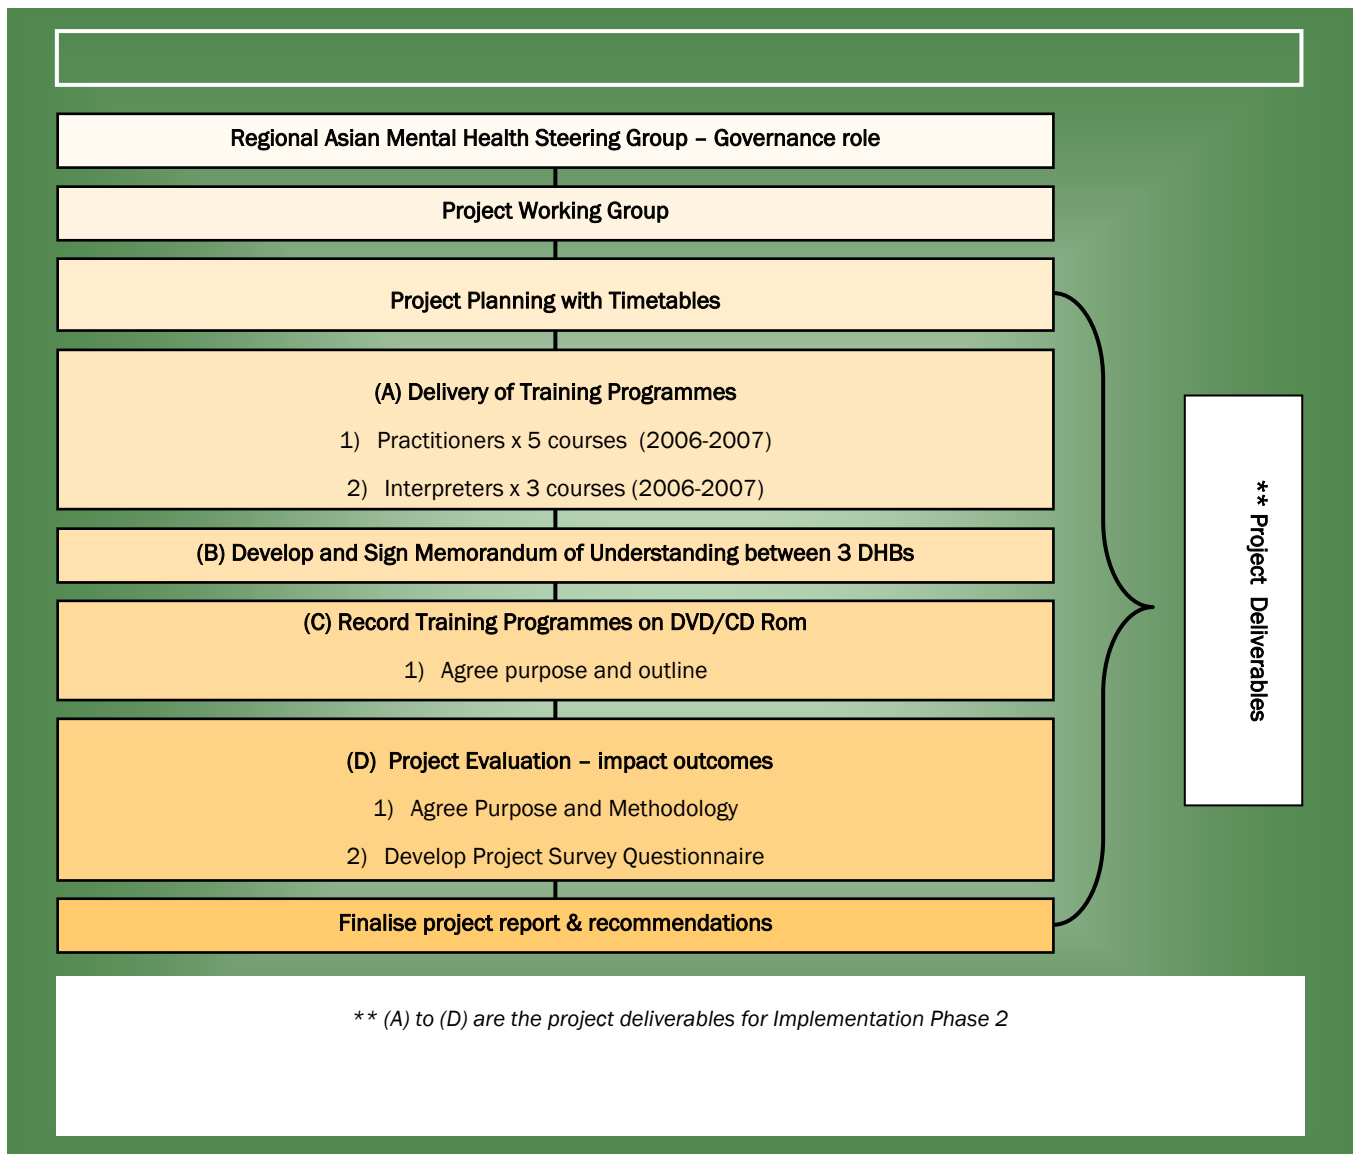 Regional Asian Mental Health Steering Group – Governance role
Project Working Group
Project Planning with Timetables
(A) Delivery of Training Programmes
1) Practitioners x 5 courses (2006-2007)
2) Interpreters x 3 courses (2006-2007)
(B) Develop and Sign Memorandum of Understanding between 3 DHBs
(C) Record Training Programmes on DVD/CD Rom
1) Agree purpose and outline
(D) Project Evaluation – impact outcomes
1) Agree Purpose and Methodology
2) Develop Project Survey Questionnaire
Finalise project report & recommendations
** Project Deliverables
** (A) to (D) are the project deliverables for Implementation Phase 2